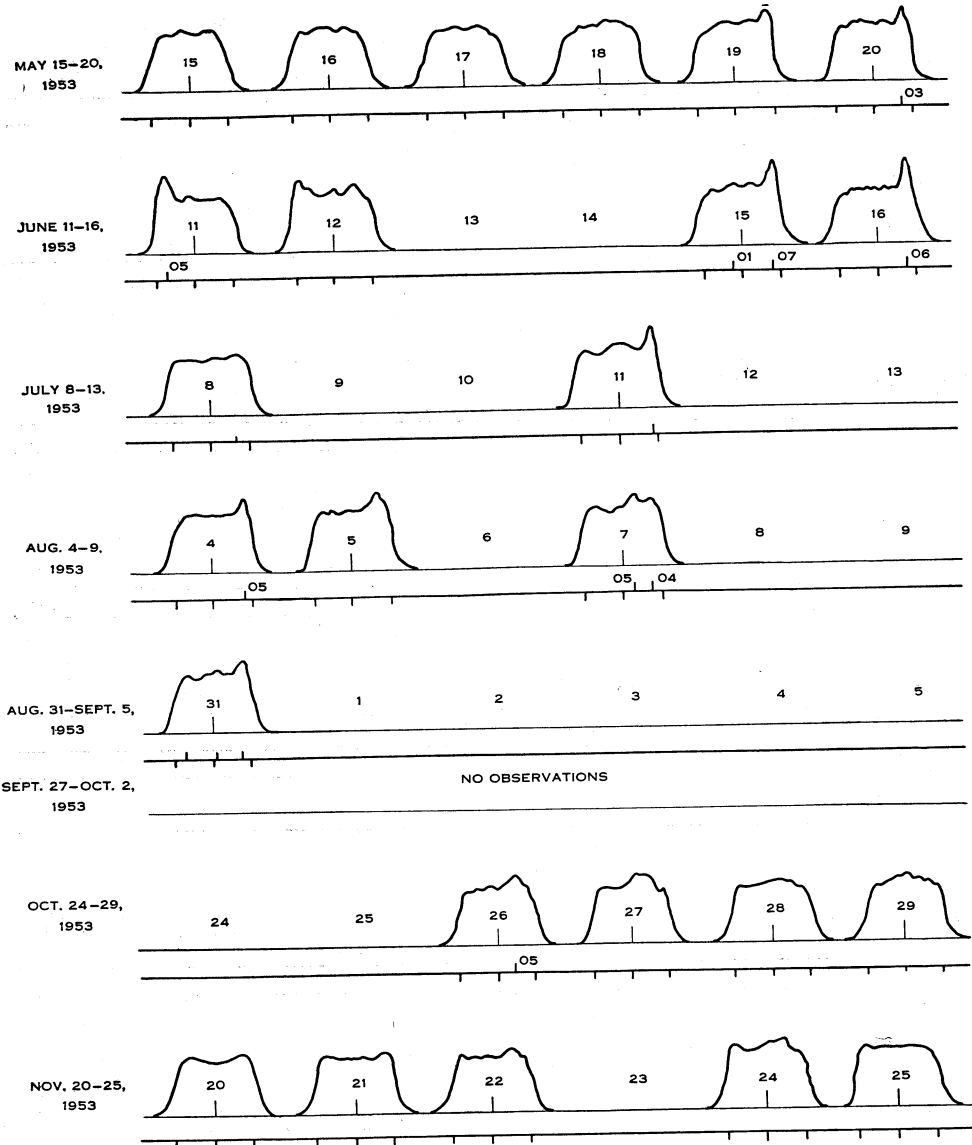 MAY 15–20,
1953
15 16 17 18 19 20
03
JUNE 11–16,
1953
11 12 13 14 15 16
05 01 07 06
JULY 8–13,
1953
8 9 10 11 12 13
AUG. 4–9,
1953
4 5 6 7 8 9
05 05 04
AUG. 31–SEPT. 5,
1953
31 1 2 3 4 5
SEPT. 27–OCT. 2,
1953
NO OBSERVATIONS
OCT. 24–29,
1953
24 25 26 27 28 29
05
NOV. 20–25,
1953
20 21 22 23 24 25